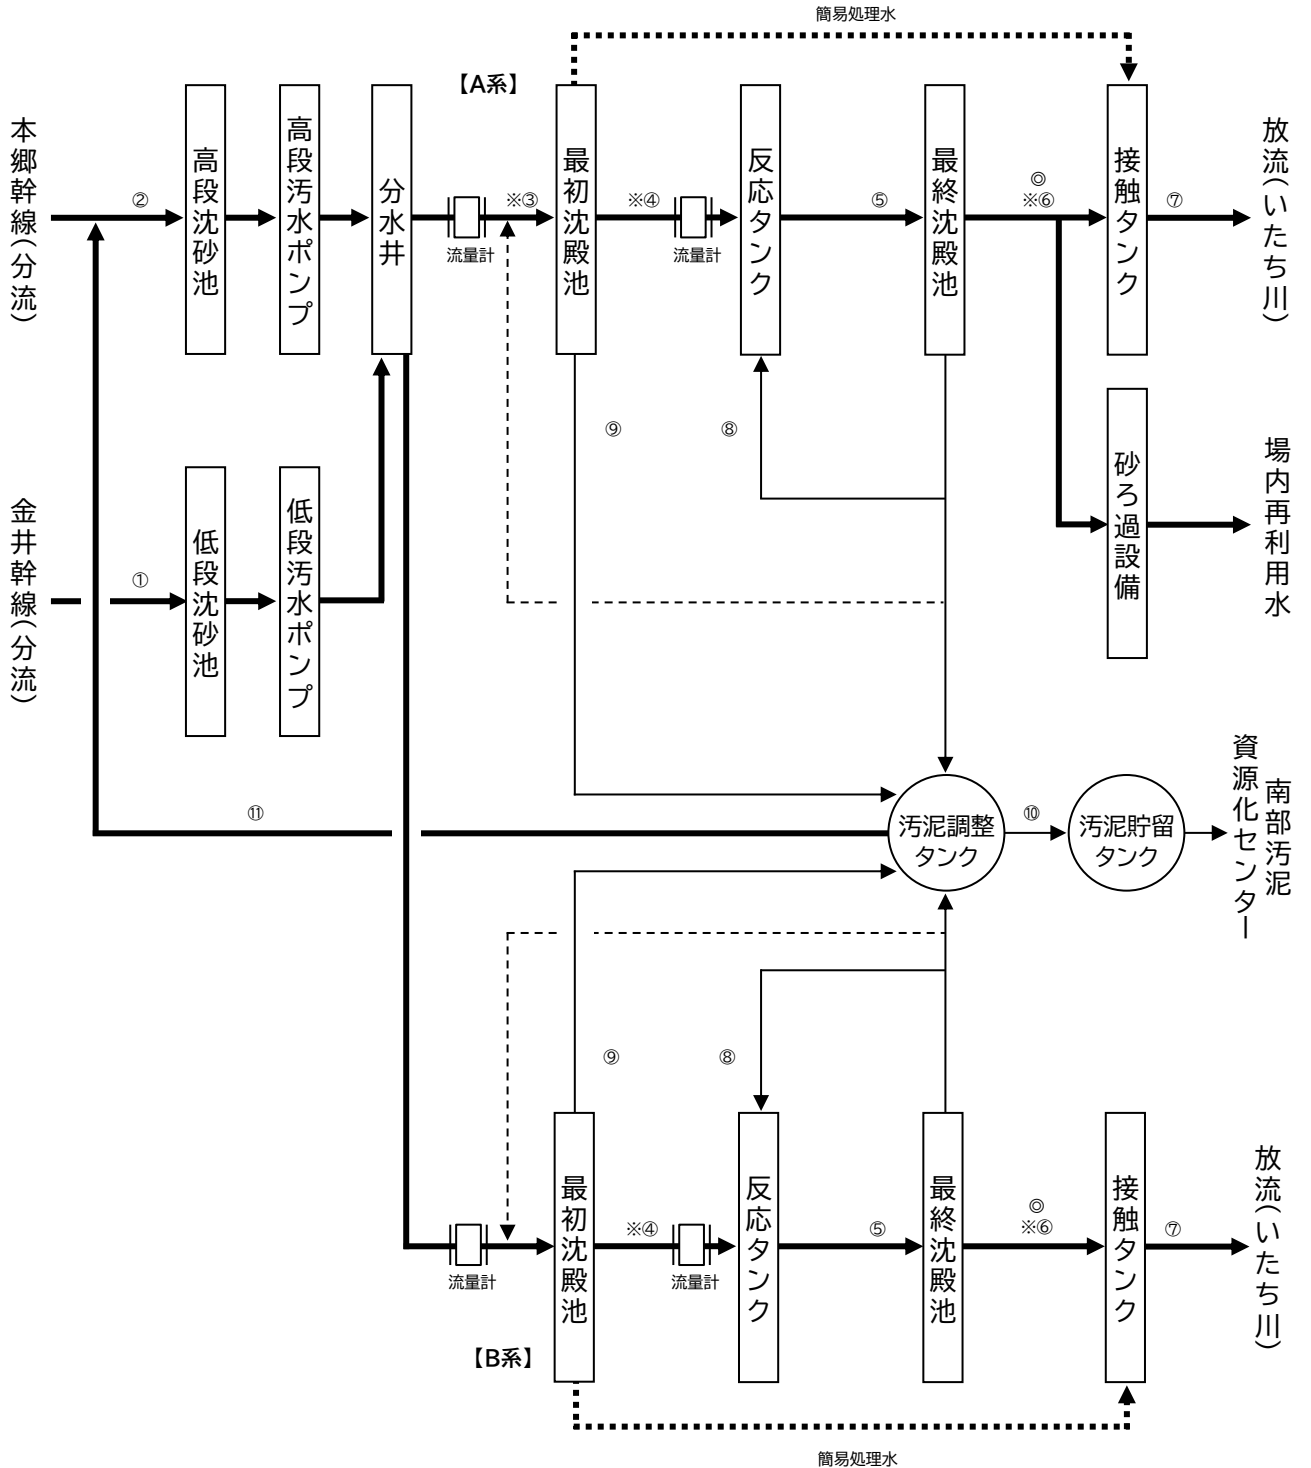 簡易処理水
【A系】
本郷幹線(分流)
②
高段沈砂池
高段汚水ポンプ
分水井
流量計
※③
最初沈殿池
※④
流量計
反応タンク
⑤
最終沈殿池
◎
※⑥
接触タンク
⑦
放流(いたち川)
⑨
⑧
砂ろ過設備
場内再利用水
金井幹線(分流)
①
低段沈砂池
低段汚水ポンプ
⑪
汚泥調整
タンク
⑩
汚泥貯留
タンク
南部汚泥
資源化センター
⑨
⑧
流量計
最初沈殿池
※④
流量計
反応タンク
⑤
最終沈殿池
◎
※⑥
接触タンク
⑦
放流(いたち川)
【B系】
簡易処理水